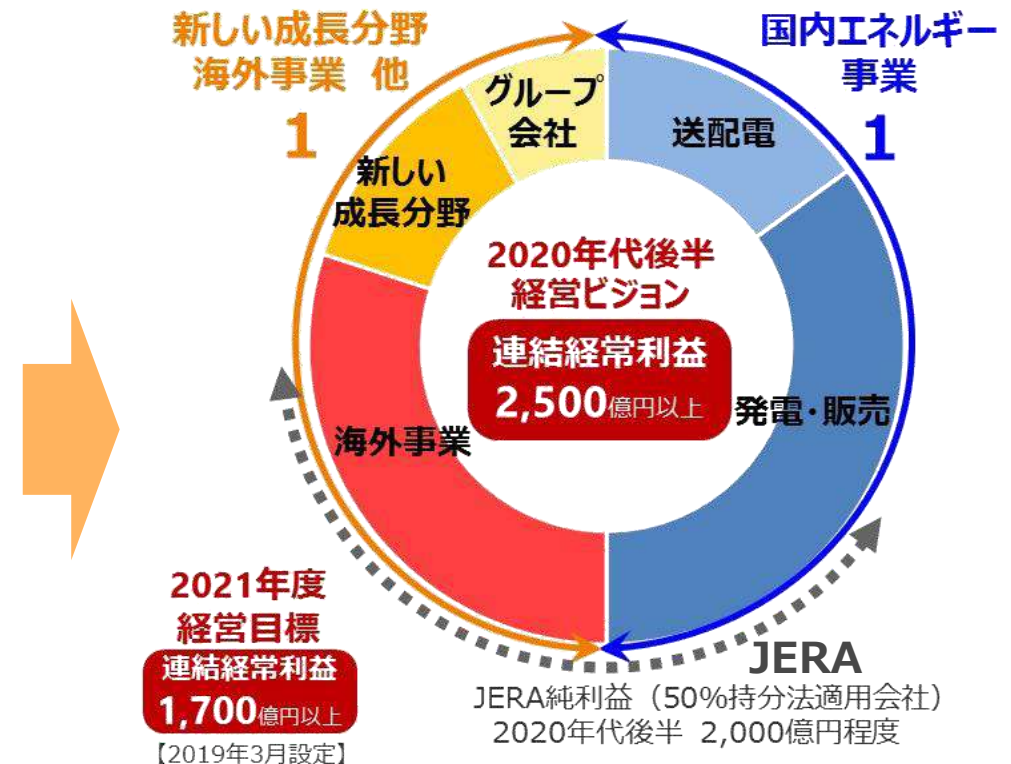 新しい成長分野
海外事業 他
1
国内エネルギー
事業
1
グループ
会社
送配電
新しい
成長分野
2020年代後半
経営ビジョン
連結経常利益
2,500億円以上
発電・販売
海外事業
2021年度
経営目標
連結経常利益
1,700億円以上
【2019年3月設定】
JERA
JERA純利益（50%持分法適用会社）
2020年代後半 2,000億円程度